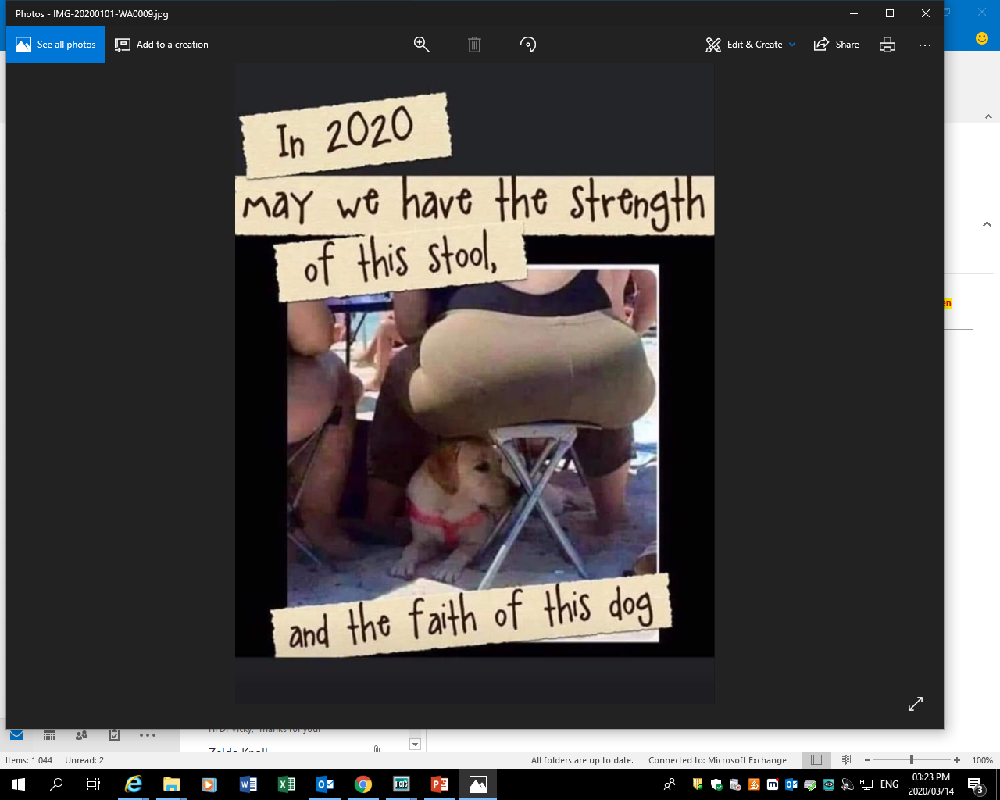 Photos - IMG-20200101-WA0009.jpg
See all photos
Add to a creation
Edit & Create
Share
In 2020
may we have the strength
of this stool,
and the faith of this dog
en
Items: 1 044 Unread: 2
All folders are up to date. Connected to: Microsoft Exchange
100%
ENG
03:23 PM
2020/03/14
3